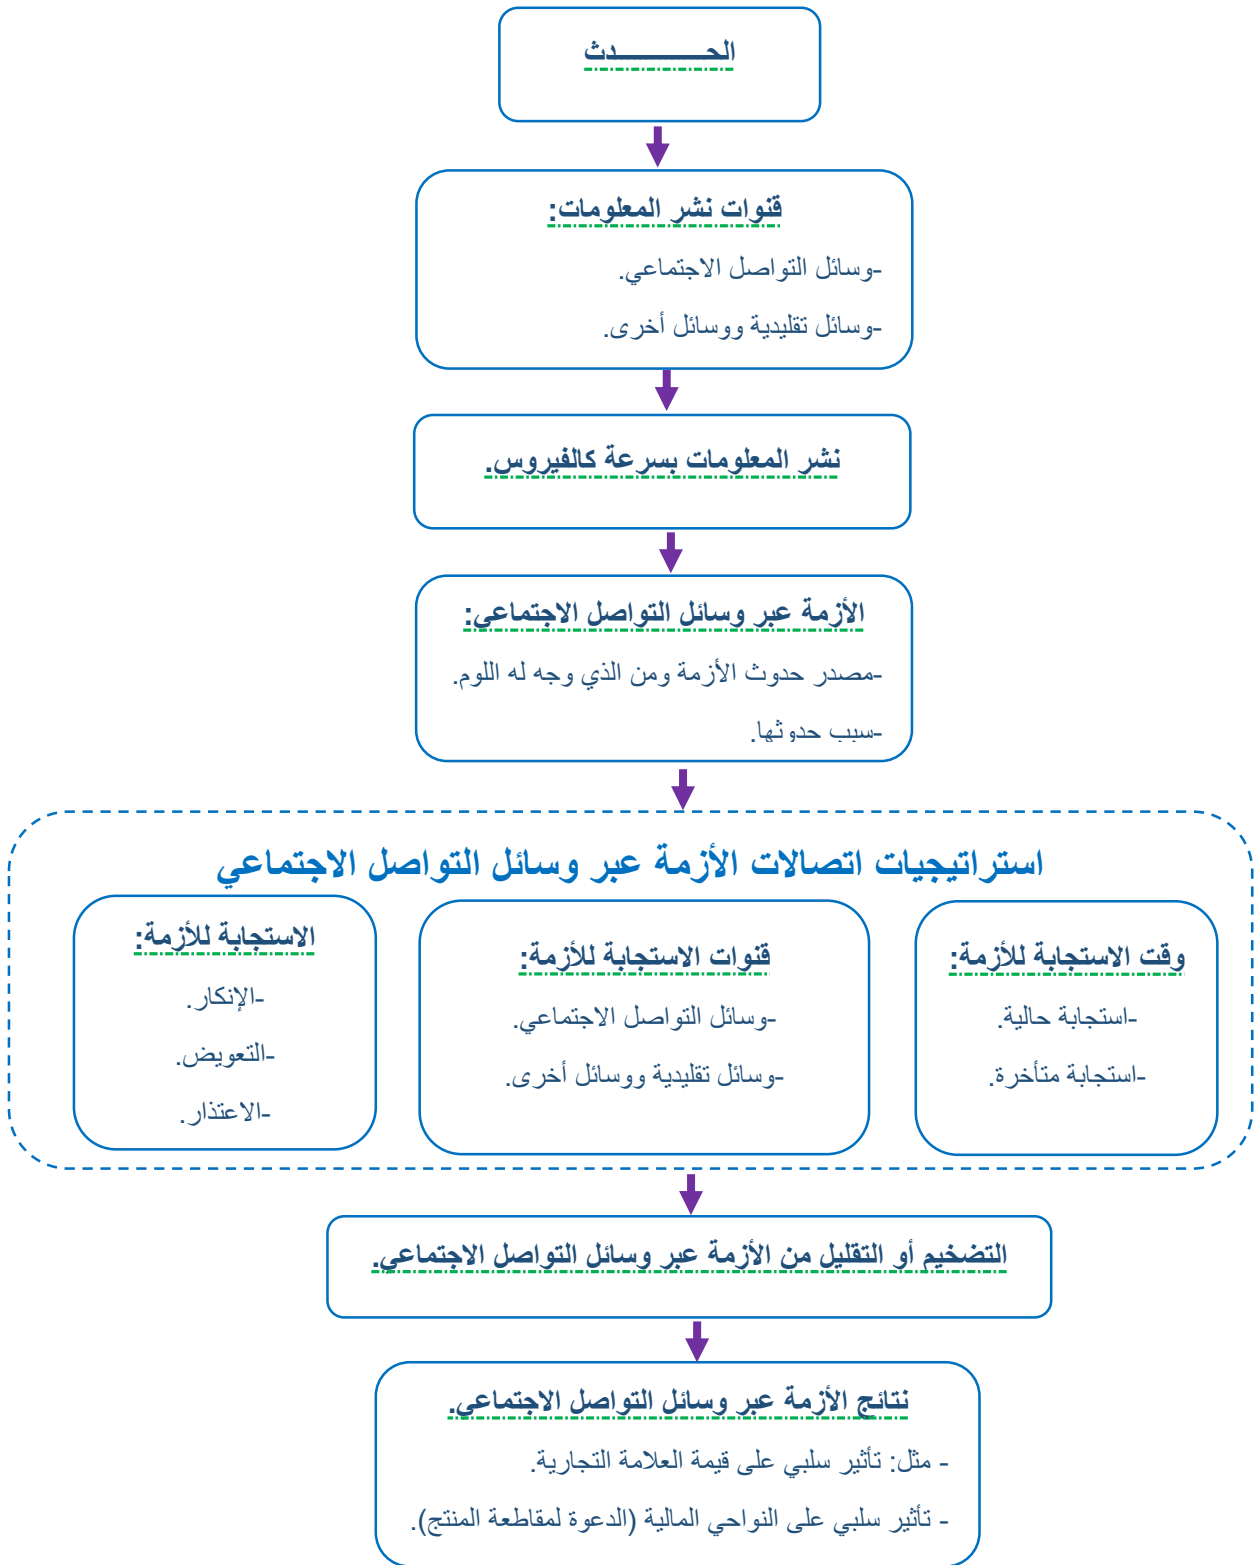 الحــــــــــــدث
قنوات نشر المعلومات:
-وسائل التواصل الاجتماعي.
-وسائل تقليدية ووسائل أخرى.
نشر المعلومات بسرعة كالفيروس.
الأزمة عبر وسائل التواصل الاجتماعي:
-مصدر حدوث الأزمة ومن الذي وجه له اللوم.
-سبب حدوثها.
استراتيجيات اتصالات الأزمة عبر وسائل التواصل الاجتماعي
وقت الاستجابة للأزمة:
-استجابة حالية.
-استجابة متأخرة.
قنوات الاستجابة للأزمة:
-وسائل التواصل الاجتماعي.
-وسائل تقليدية ووسائل أخرى.
الاستجابة للأزمة:
-الإنكار.
-التعويض.
-الاعتذار.
التضخيم أو التقليل من الأزمة عبر وسائل التواصل الاجتماعي.
نتائج الأزمة عبر وسائل التواصل الاجتماعي.
- مثل: تأثير سلبي على قيمة العلامة التجارية.
- تأثير سلبي على النواحي المالية (الدعوة لمقاطعة المنتج).